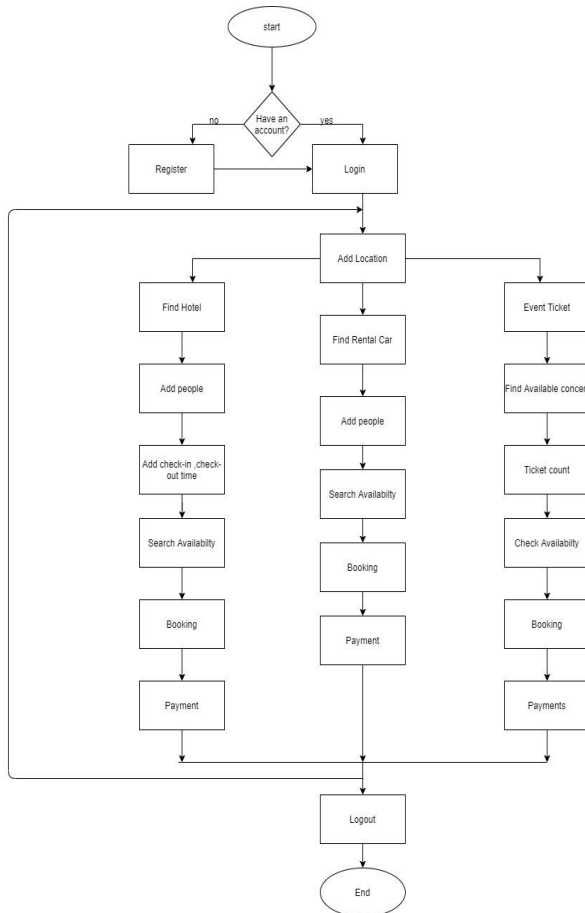 start
Have an
account?
no
yes
Register
Login
Add Location
Find Hotel
Event Ticket
Find Rental Car
Add people
Find Available concer
Add people
Add check-in ,check-
out time
Ticket count
Search Availabilty
Search Availabilty
Check Availabilty
Booking
Booking
Booking
Payment
Payment
Payments
Logout
End